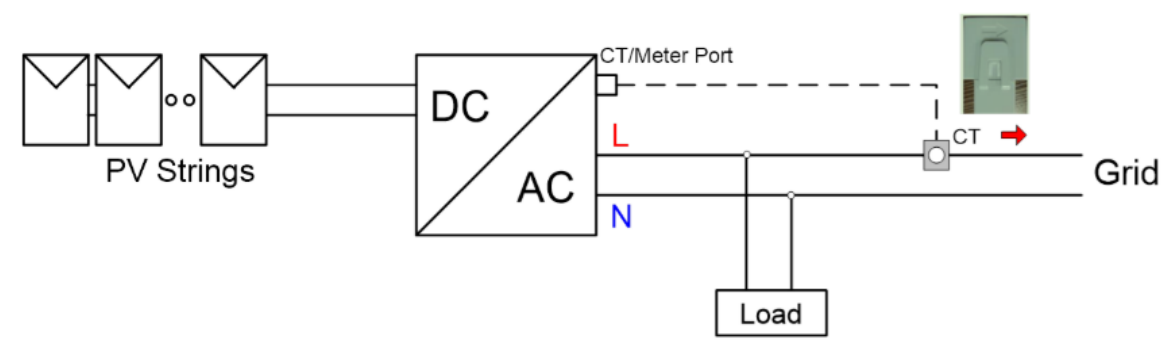 CT/Meter Port
DC
L
CT
PV Strings
AC
Grid
N
Load